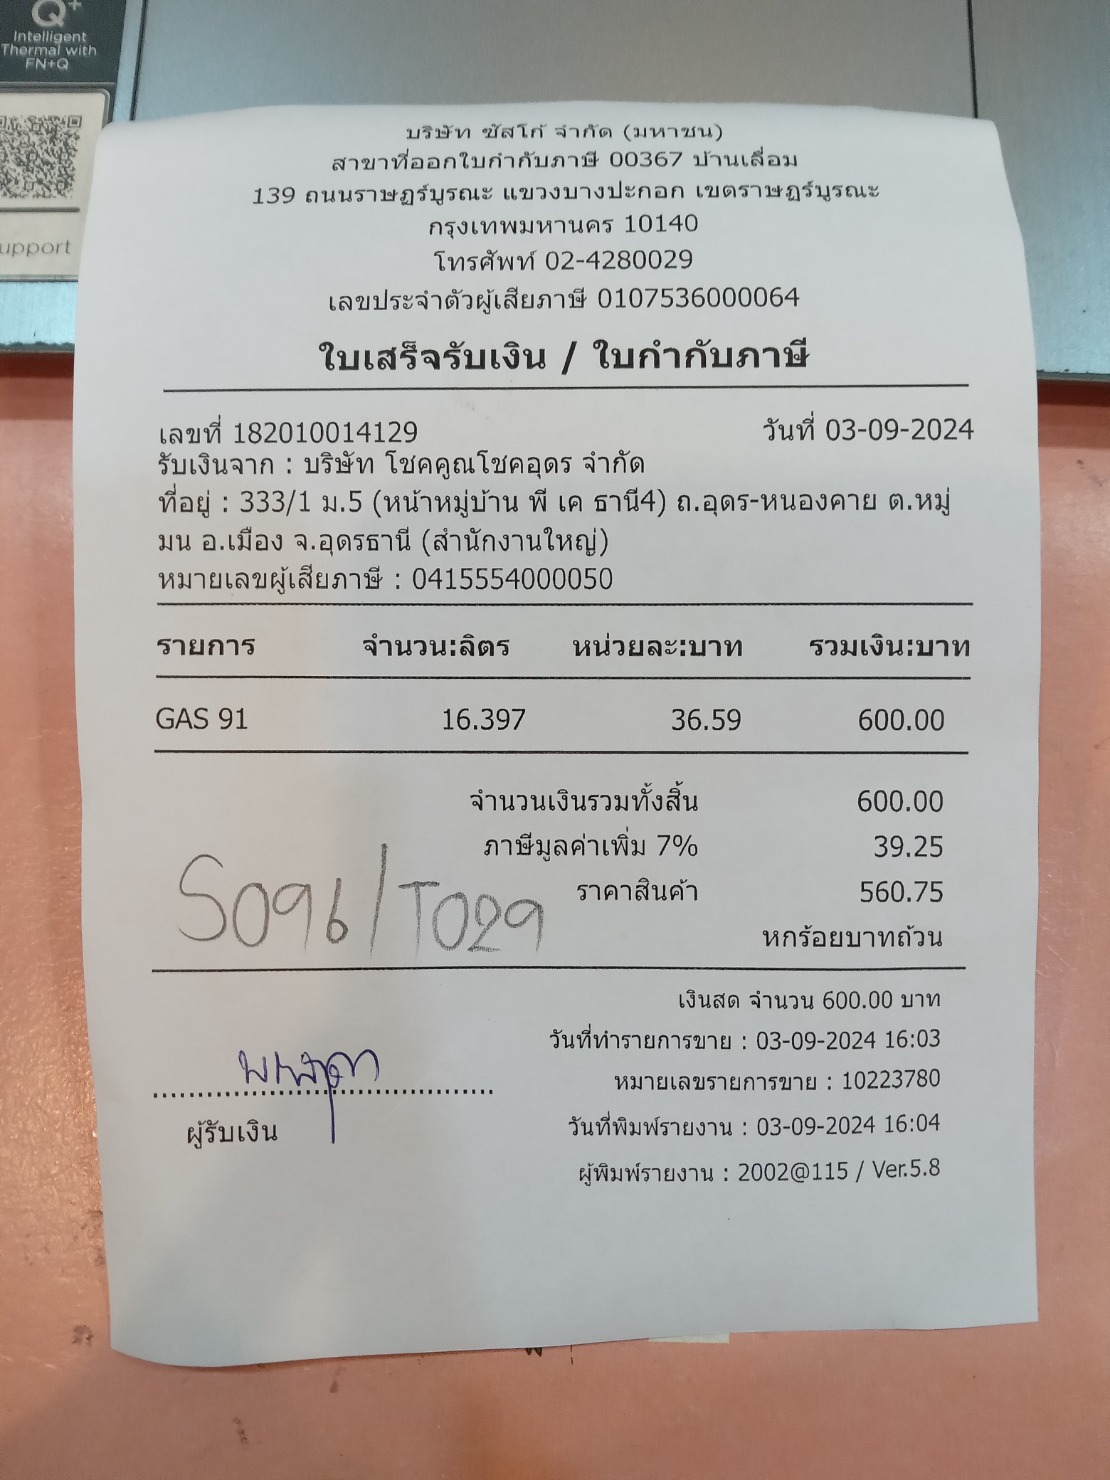 Q+
Intelligent
Thermal with
FN+Q
upport
บริษัท ซัสโก้ จำกัด (มหาชน)
สาขาที่ออกใบกำกับภาษี 00367 บ้านเลื่อม
139 ถนนราษฎร์บูรณะ แขวงบางปะกอก เขตราษฎร์บูรณะ
กรุงเทพมหานคร 10140
โทรศัพท์ 02-4280029
เลขประจำตัวผู้เสียภาษี 0107536000064
ใบเสร็จรับเงิน / ใบกำกับภาษี
เลขที่ 182010014129 วันที่ 03-09-2024
รับเงินจาก : บริษัท โชคคูณโชคอุดร จำกัด
ที่อยู่ : 333/1 ม.5 (หน้าหมู่บ้าน พี เค ธานี4) ถ.อุดร-หนองคาย ต.หมู่
มน อ.เมือง จ.อุดรธานี (สำนักงานใหญ่)
หมายเลขผู้เสียภาษี : 0415554000050
รายการ จำนวน:ลิตร หน่วยละ:บาท รวมเงิน:บาท
GAS 91 16.397 36.59 600.00
จำนวนเงินรวมทั้งสิ้น 600.00
ภาษีมูลค่าเพิ่ม 7% 39.25
ราคาสินค้า 560.75
S096/T029
หกร้อยบาทถ้วน
เงินสด จำนวน 600.00 บาท
วันที่ทำรายการขาย : 03-09-2024 16:03
หมายเลขรายการขาย : 10223780
ผู้รับเงิน
วันที่พิมพ์รายงาน : 03-09-2024 16:04
ผู้พิมพ์รายงาน : 2002@115 / Ver.5.8